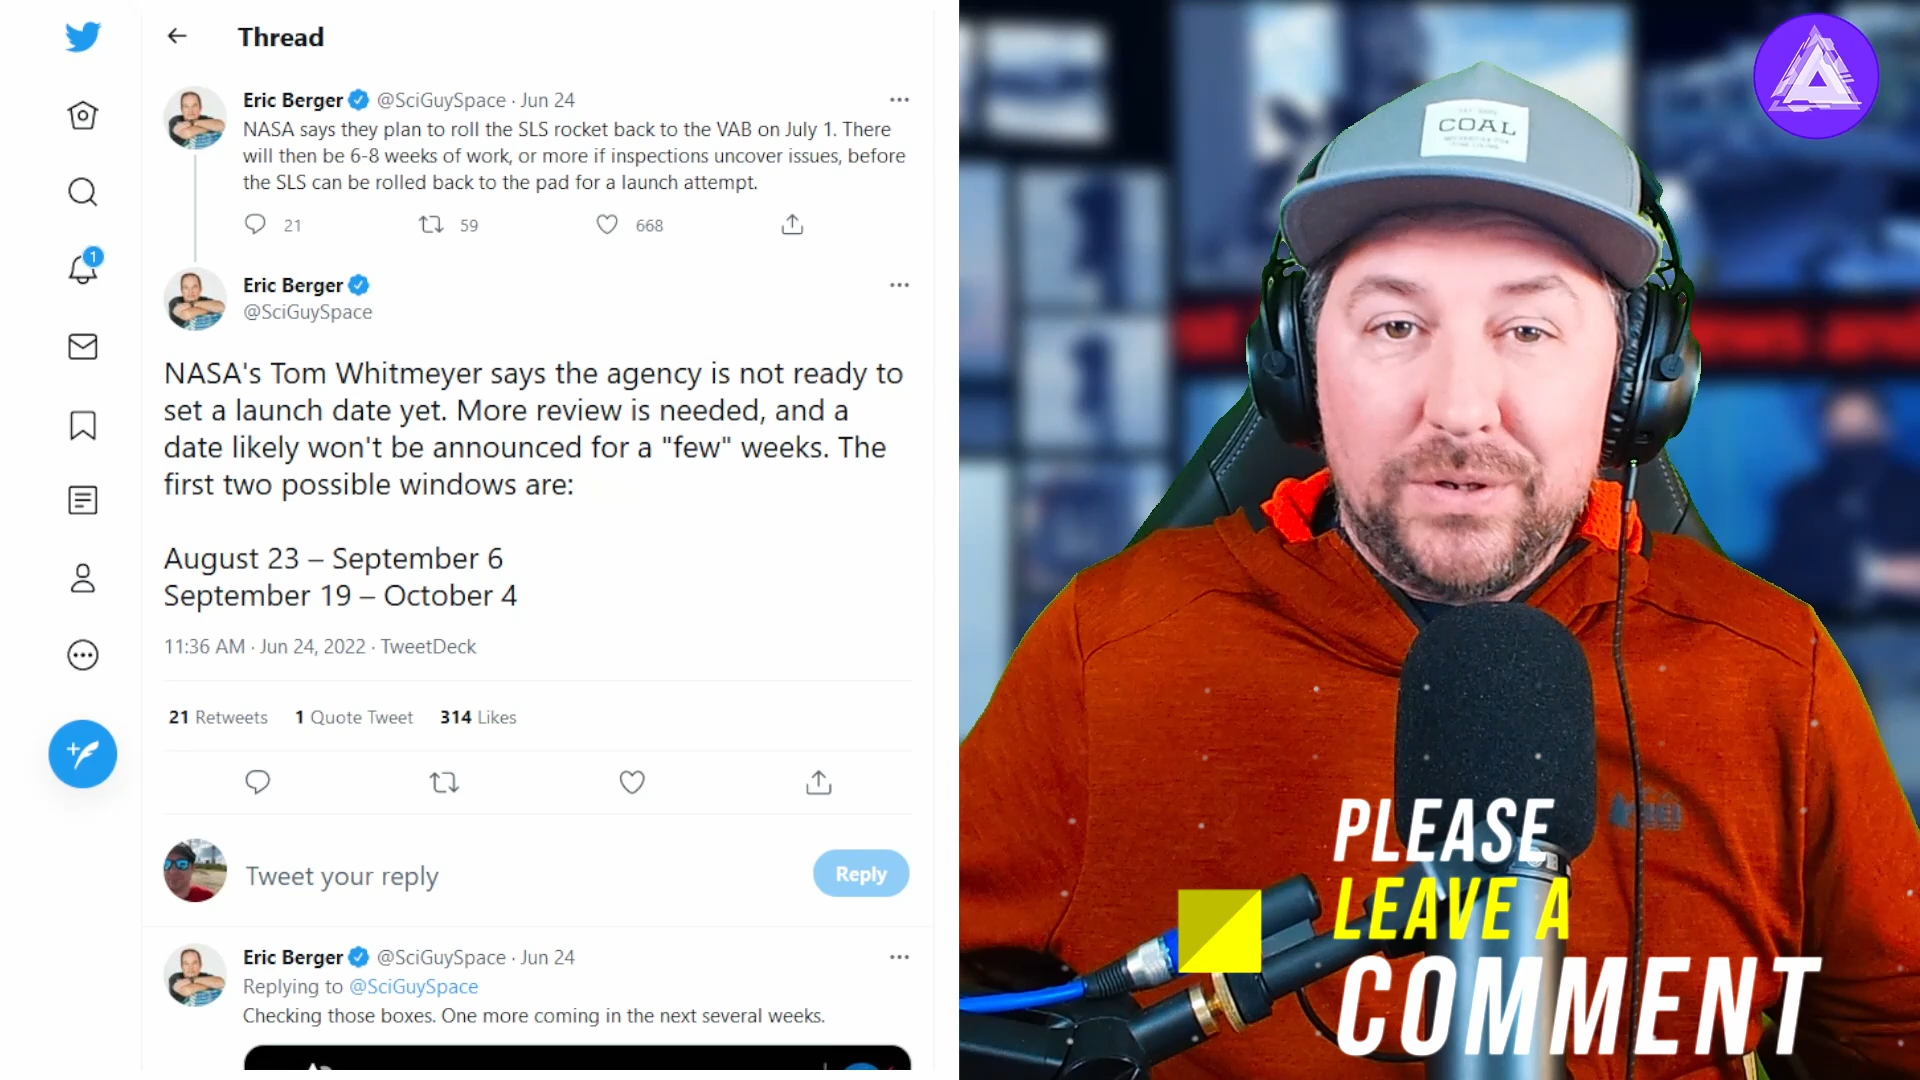 Thread
Eric Berger @SciGuySpace · Jun 24
NASA says they plan to roll the SLS rocket back to the VAB on July 1. There
will then be 6-8 weeks of work, or more if inspections uncover issues, before
the SLS can be rolled back to the pad for a launch attempt.
21 59 668
Eric Berger
@SciGuySpace
NASA's Tom Whitmeyer says the agency is not ready to
set a launch date yet. More review is needed, and a
date likely won't be announced for a "few" weeks. The
first two possible windows are:
August 23 – September 6
September 19 – October 4
11:36 AM · Jun 24, 2022 · TweetDeck
21 Retweets 1 Quote Tweet 314 Likes
Tweet your reply
Reply
Eric Berger @SciGuySpace · Jun 24
Replying to @SciGuySpace
Checking those boxes. One more coming in the next several weeks.
1
COAL
REI
PLEASE
LEAVE A
COMMENT